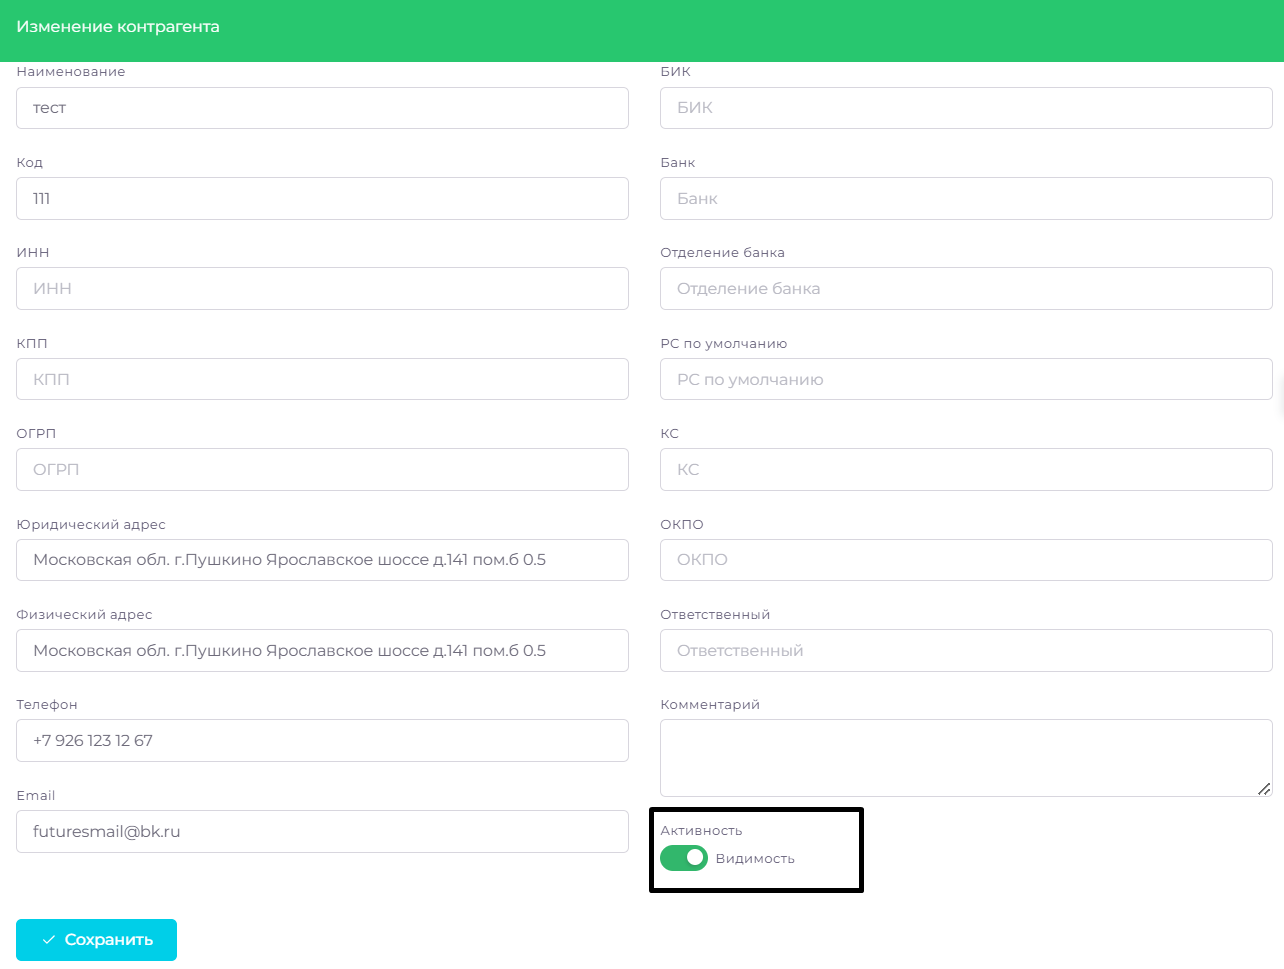 Изменение контрагента
Наименование
тест
Код
111
ИНН
ИНН
КПП
КПП
ОГРП
ОГРП
Юридический адрес
Московская обл. г.Пушкино Ярославское шоссе д.141 пом.б 0.5
Физический адрес
Московская обл. г.Пушкино Ярославское шоссе д.141 пом.б 0.5
Телефон
+7 926 123 12 67
Email
futuresmail@bk.ru
БИК
БИК
Банк
Банк
Отделение банка
Отделение банка
РС по умолчанию
РС по умолчанию
КС
КС
ОКПО
ОКПО
Ответственный
Ответственный
Комментарий
Активность
Видимость
Сохранить